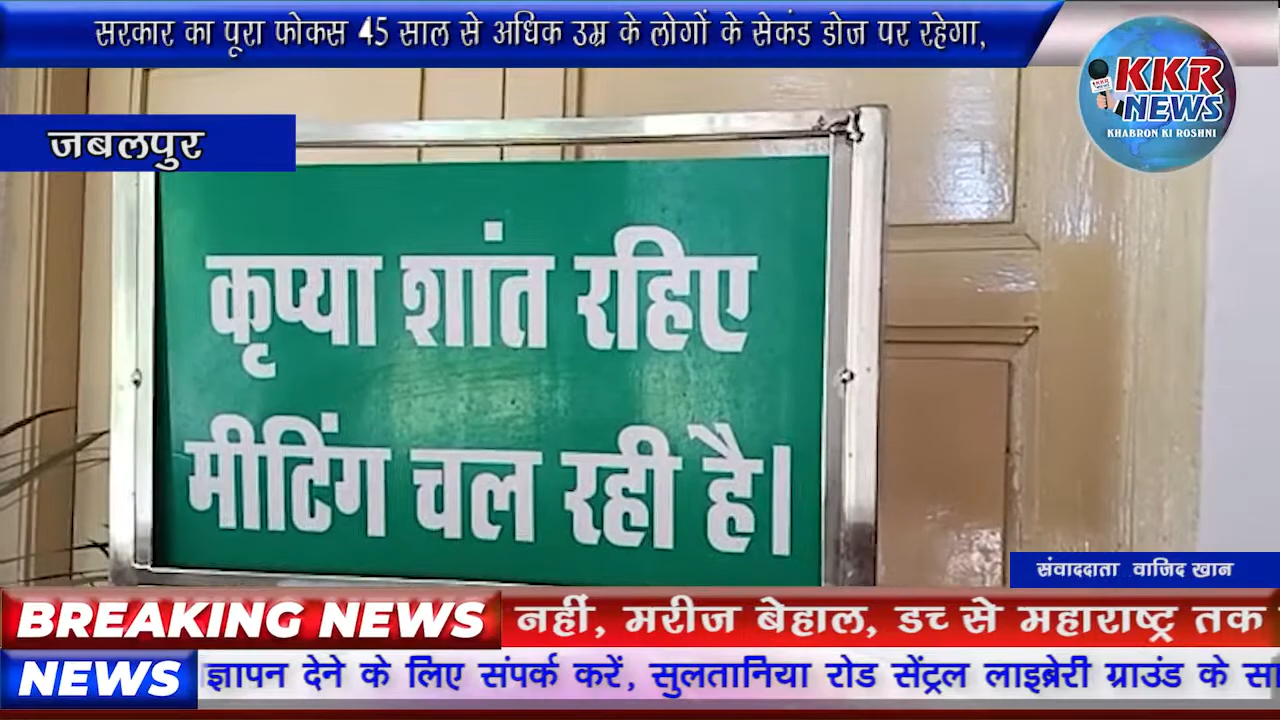 सरकार का पूरा फोकस 45 साल से अधिक उम्र के लोगों के सेकंड डोज पर रहेगा,
KKR
NEWS
KHABRON KI ROSHNI
जबलपुर
कृप्या शांत रहिए
मीटिंग चल रही है।
संवाददाता वाजिद खान
BREAKING NEWS नहीं, मरीज बेहाल, डच से महाराष्ट्र तक
NEWS ज्ञापन देने के लिए संपर्क करें, सुलतानिया रोड सेंट्रल लाइब्रेरी ग्राउंड के सा